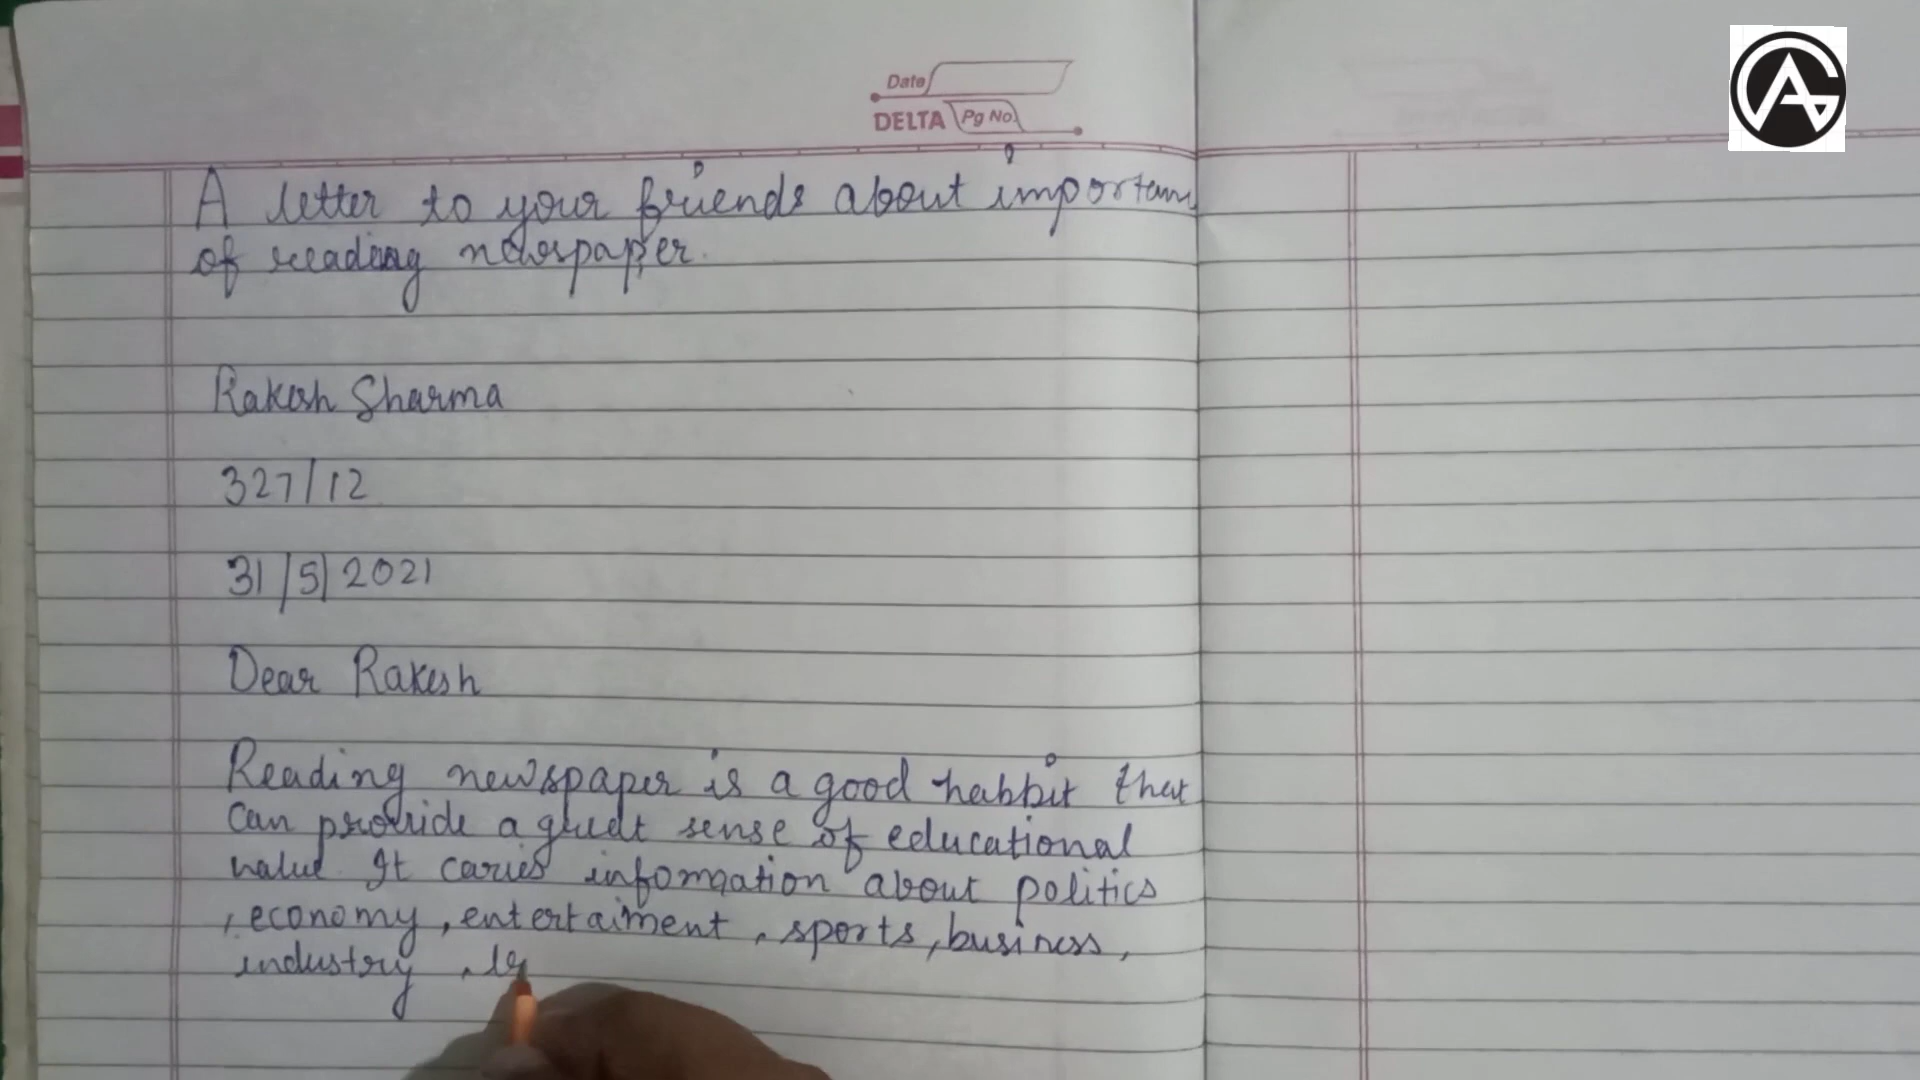 Date
DELTA Pg No.
A letter to your friends about importanc
of reading newspaper.
Rakesh Sharma
327/12
31/5/2021
Dear Rakesh
Reading newspaper is a good habbit that
can provide a great sense of educational
value. It caries infomation about politics
, economy, entertaiment, sports, business,
industry,